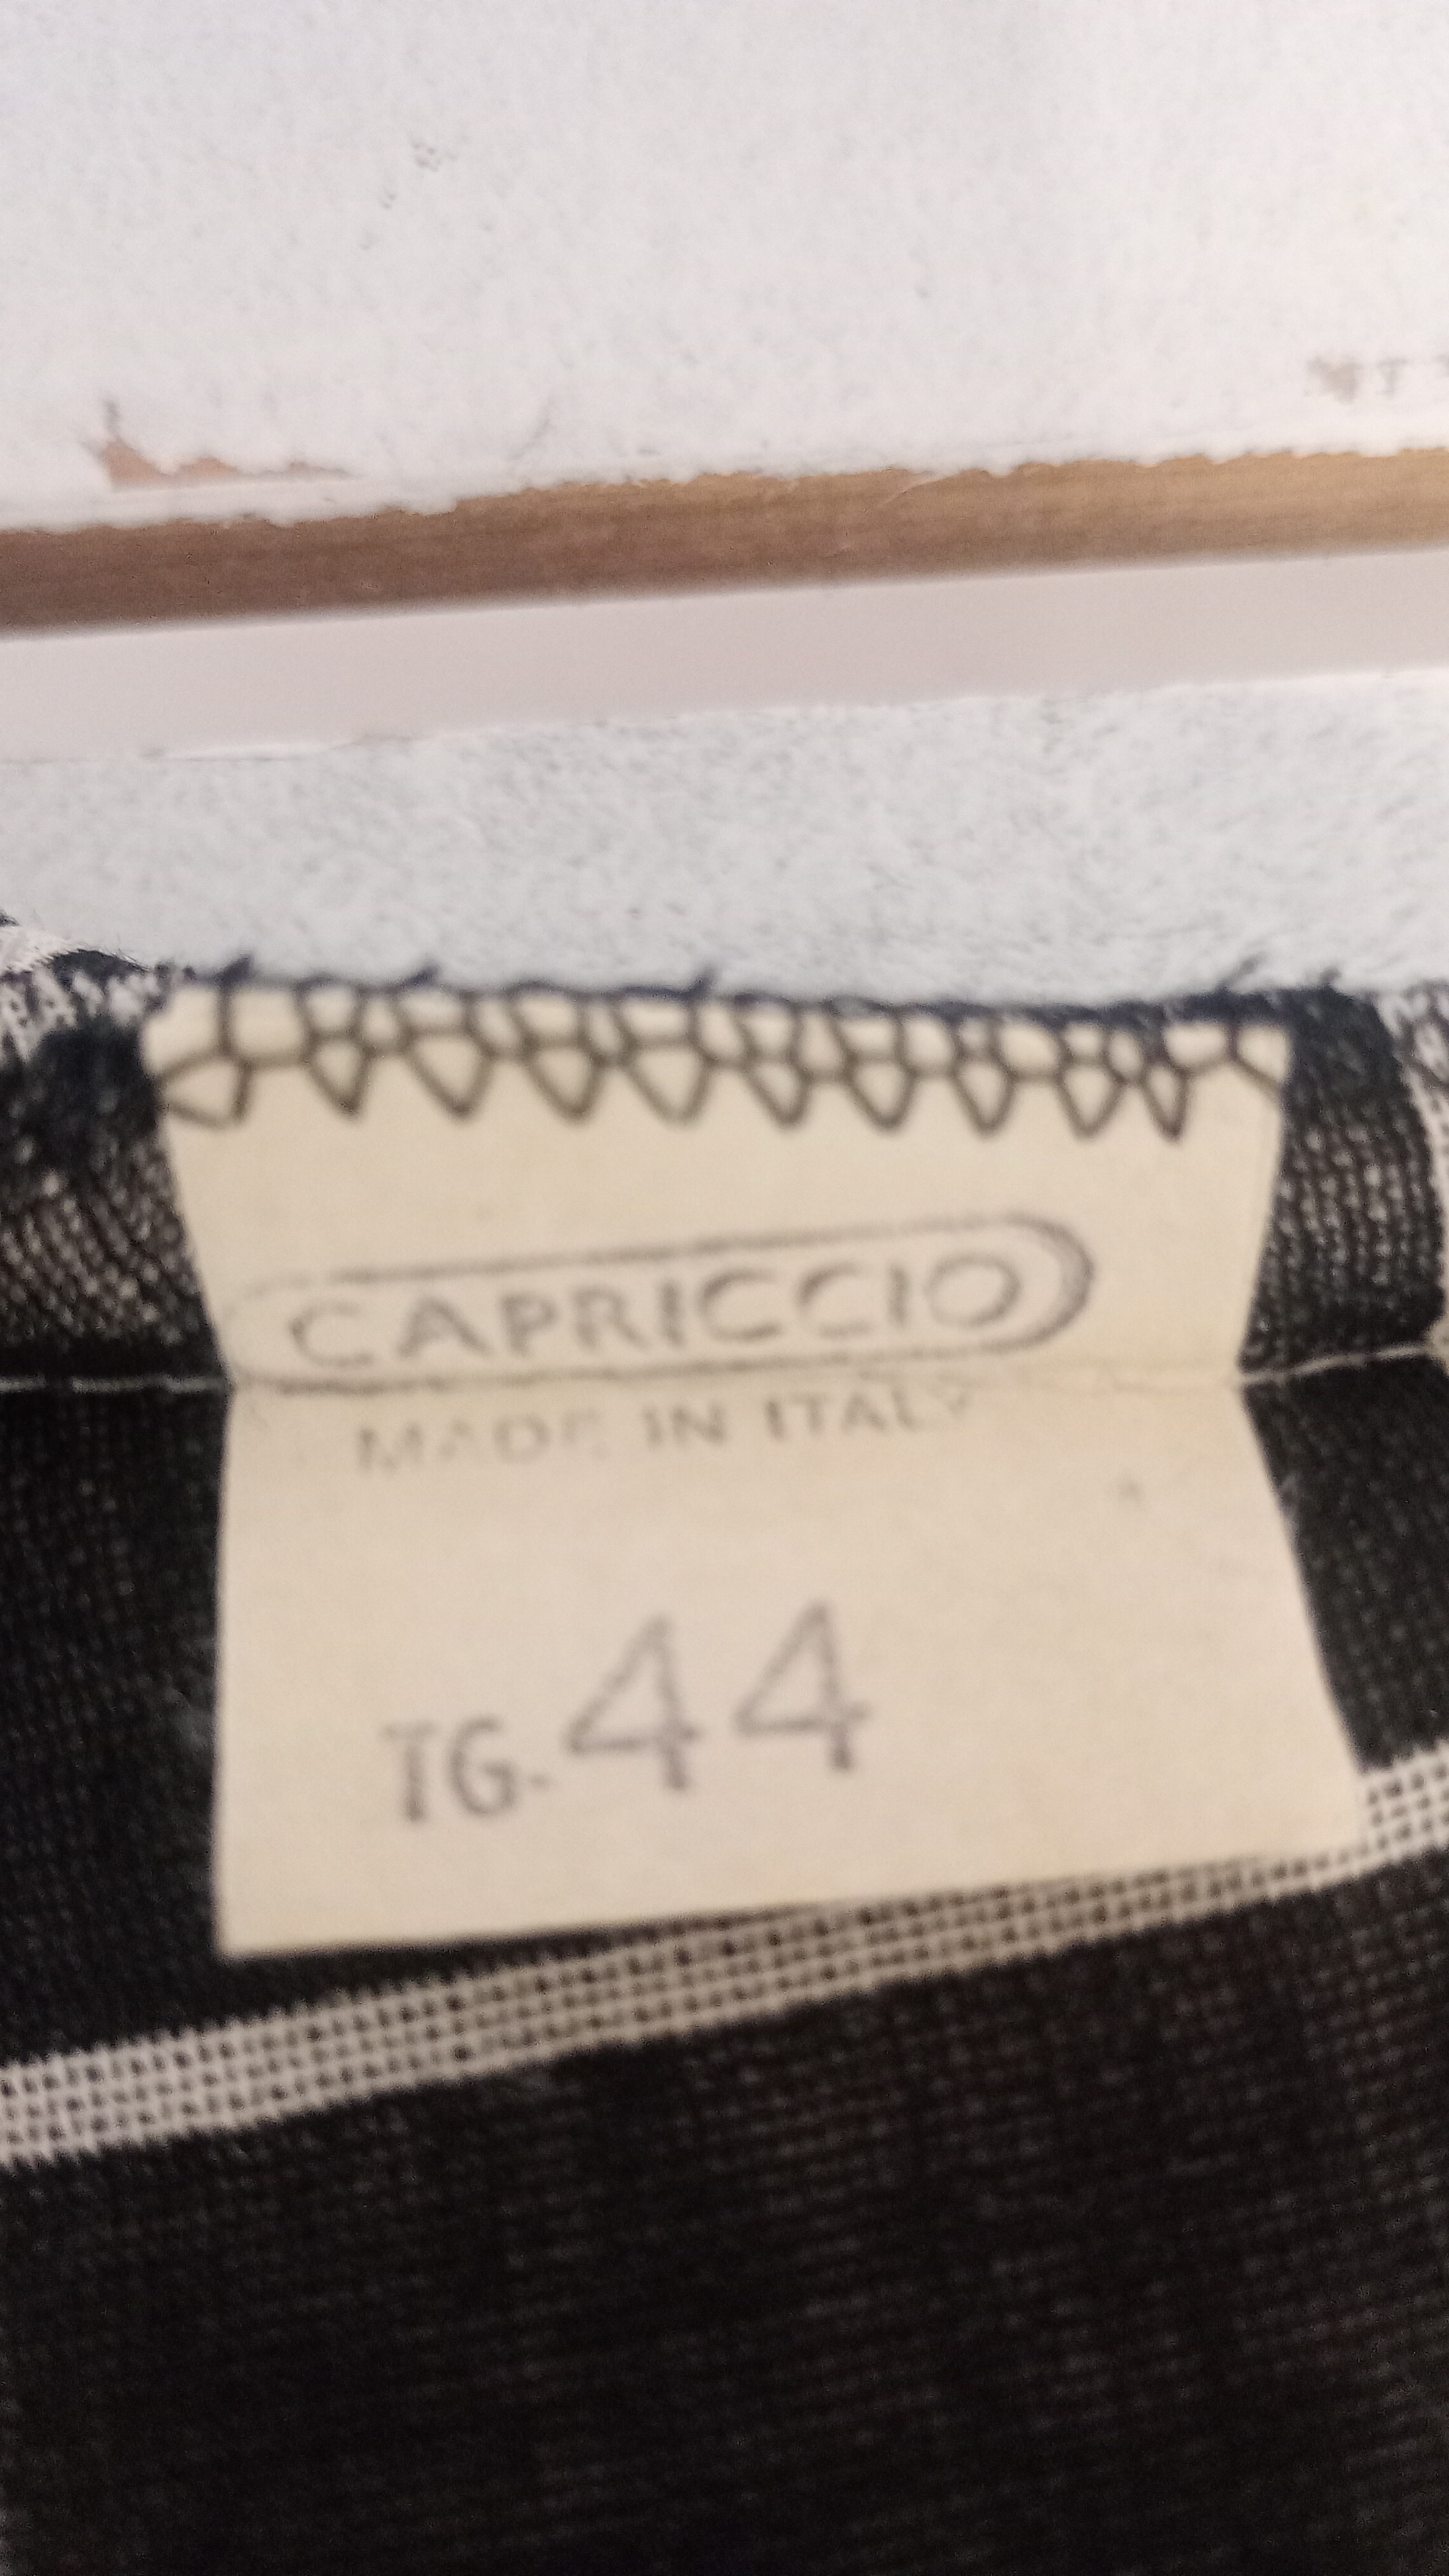 CAPRICCIO
MADE IN ITALY
TG. 44